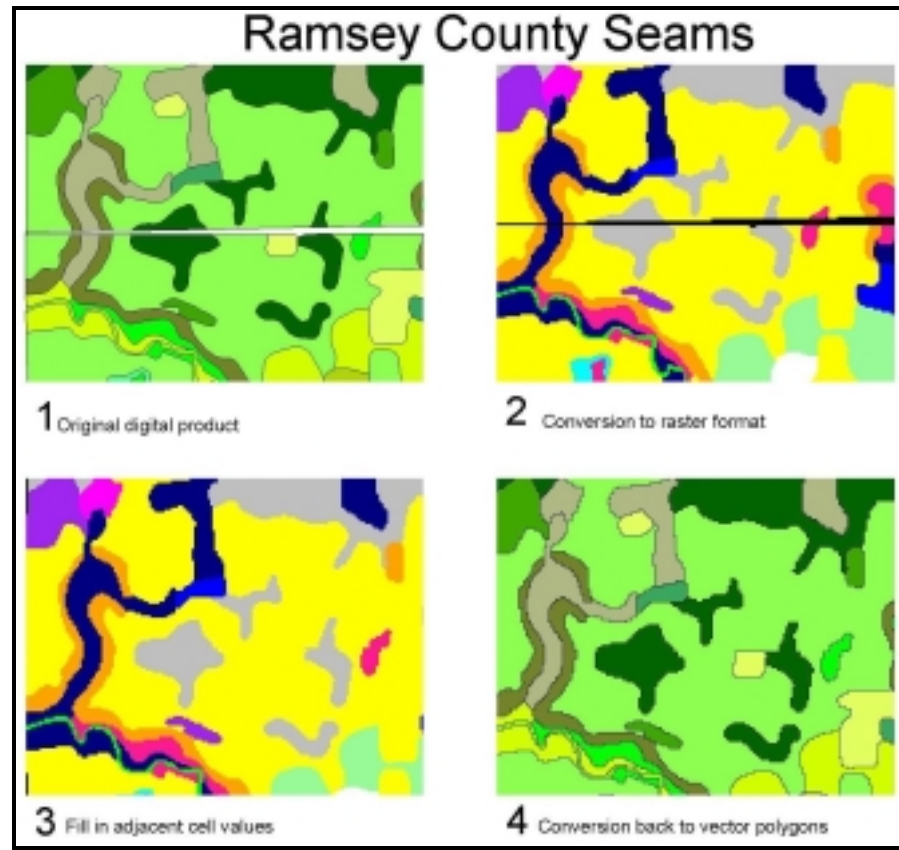 Ramsey County Seams
1 Original digital product
2 Conversion to raster format
3 Fill in adjacent cell values
4 Conversion back to vector polygons